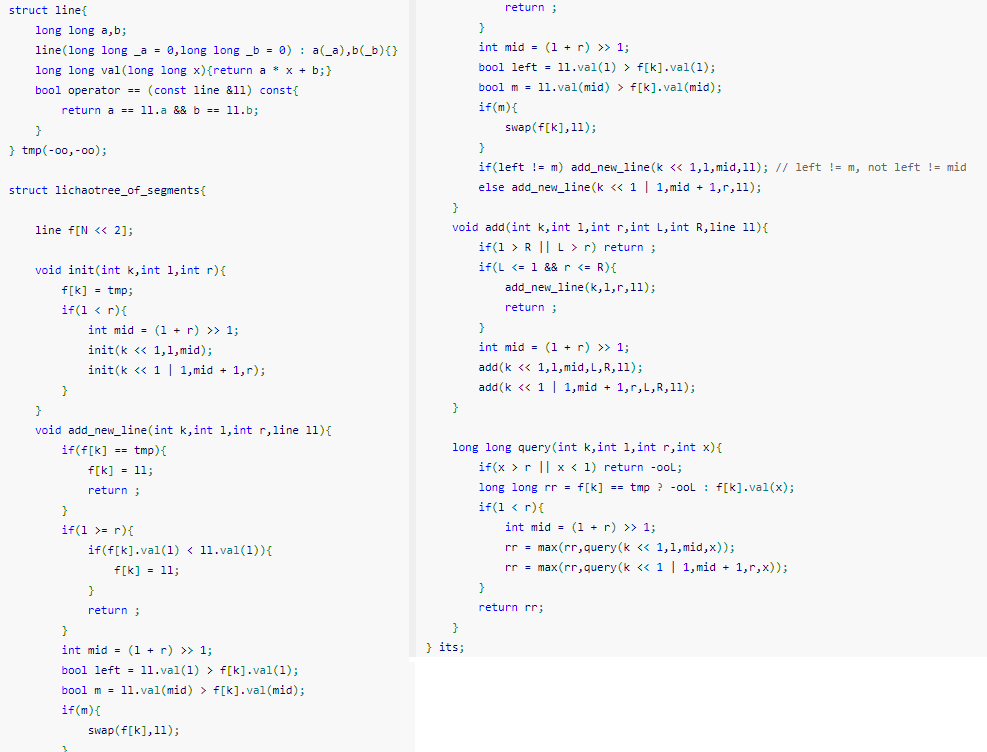 struct line{
    long long a,b;
    line(long long _a = 0,long long _b = 0) : a(_a),b(_b){}
    long long val(long long x){return a * x + b;}
    bool operator == (const line &ll) const{
        return a == ll.a && b == ll.b;
    }
} tmp(-oo,-oo);

struct lichaotree_of_segments{

    line f[N << 2];

    void init(int k,int l,int r){
        f[k] = tmp;
        if(l < r){
            int mid = (l + r) >> 1;
            init(k << 1,l,mid);
            init(k << 1 | 1,mid + 1,r);
        }
    }
    void add_new_line(int k,int l,int r,line ll){
        if(f[k] == tmp){
            f[k] = ll;
            return ;
        }
        if(l >= r){
            if(f[k].val(l) < ll.val(l)){
                f[k] = ll;
            }
            return ;
        }
        int mid = (l + r) >> 1;
        bool left = ll.val(l) > f[k].val(l);
        bool m = ll.val(mid) > f[k].val(mid);
        if(m){
            swap(f[k],ll);
        }
            return ;
        }
        int mid = (l + r) >> 1;
        bool left = ll.val(l) > f[k].val(l);
        bool m = ll.val(mid) > f[k].val(mid);
        if(m){
            swap(f[k],ll);
        }
        if(left != m) add_new_line(k << 1,l,mid,ll); // left != m, not left != mid
        else add_new_line(k << 1 | 1,mid + 1,r,ll);
    }
    void add(int k,int l,int r,int L,int R,line ll){
        if(l > R || L > r) return ;
        if(L <= l && r <= R){
            add_new_line(k,l,r,ll);
            return ;
        }
        int mid = (l + r) >> 1;
        add(k << 1,l,mid,L,R,ll);
        add(k << 1 | 1,mid + 1,r,L,R,ll);
    }

    long long query(int k,int l,int r,int x){
        if(x > r || x < l) return -ooL;
        long long rr = f[k] == tmp ? -ooL : f[k].val(x);
        if(l < r){
            int mid = (l + r) >> 1;
            rr = max(rr,query(k << 1,l,mid,x));
            rr = max(rr,query(k << 1 | 1,mid + 1,r,x));
        }
        return rr;
    }
} its;